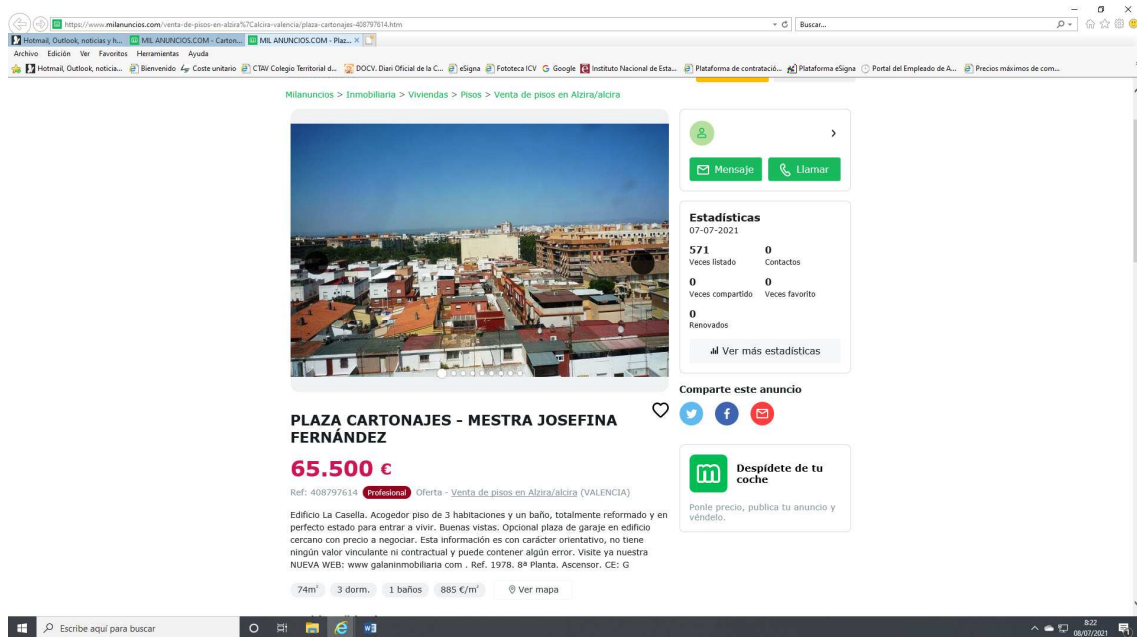 https://www.milanuncios.com/venta-de-pisos-en-alzira%7Calcira-valencia/plaza-cartonajes-408797614.htm
Buscar...
Hotmail, Outlook, noticias y h...
MIL ANUNCIOS.COM - Carton...
MIL ANUNCIOS.COM - Plaz...
Archivo Edición Ver Favoritos Herramientas Ayuda
Hotmail, Outlook, noticia... Bienvenido Coste unitario CTAV Colegio Territorial d... DOCV. Diari Oficial de la C... eSigna Fototeca ICV Google Instituto Nacional de Esta... Plataforma de contratació... Plataforma eSigna Portal del Empleado de A... Precios máximos de com...
Milanuncios > Inmobiliaria > Viviendas > Pisos > Venta de pisos en Alzira/alcira
Mensaje
Llamar
Estadísticas
07-07-2021
571 0
Veces listado Contactos
0 0
Veces compartido Veces favorito
0
Renovados
Ver más estadísticas
Comparte este anuncio
PLAZA CARTONAJES - MESTRA JOSEFINA
FERNÁNDEZ
65.500 €
Ref: 408797614 Profesional Oferta - Venta de pisos en Alzira/alcira (VALENCIA)
Edificio La Casella. Acogedor piso de 3 habitaciones y un baño, totalmente reformado y en
perfecto estado para entrar a vivir. Buenas vistas. Opcional plaza de garaje en edificio
cercano con precio a negociar. Esta información es con carácter orientativo, no tiene
ningún valor vinculante ni contractual y puede contener algún error. Visite ya nuestra
NUEVA WEB: www galaninmobiliaria com . Ref. 1978. 8ª Planta. Ascensor. CE: G
74m² 3 dorm. 1 baños 885 €/m² Ver mapa
Despídete de tu
coche
Ponle precio, publica tu anuncio y
véndelo.
Escribe aquí para buscar
8:22
08/07/2021